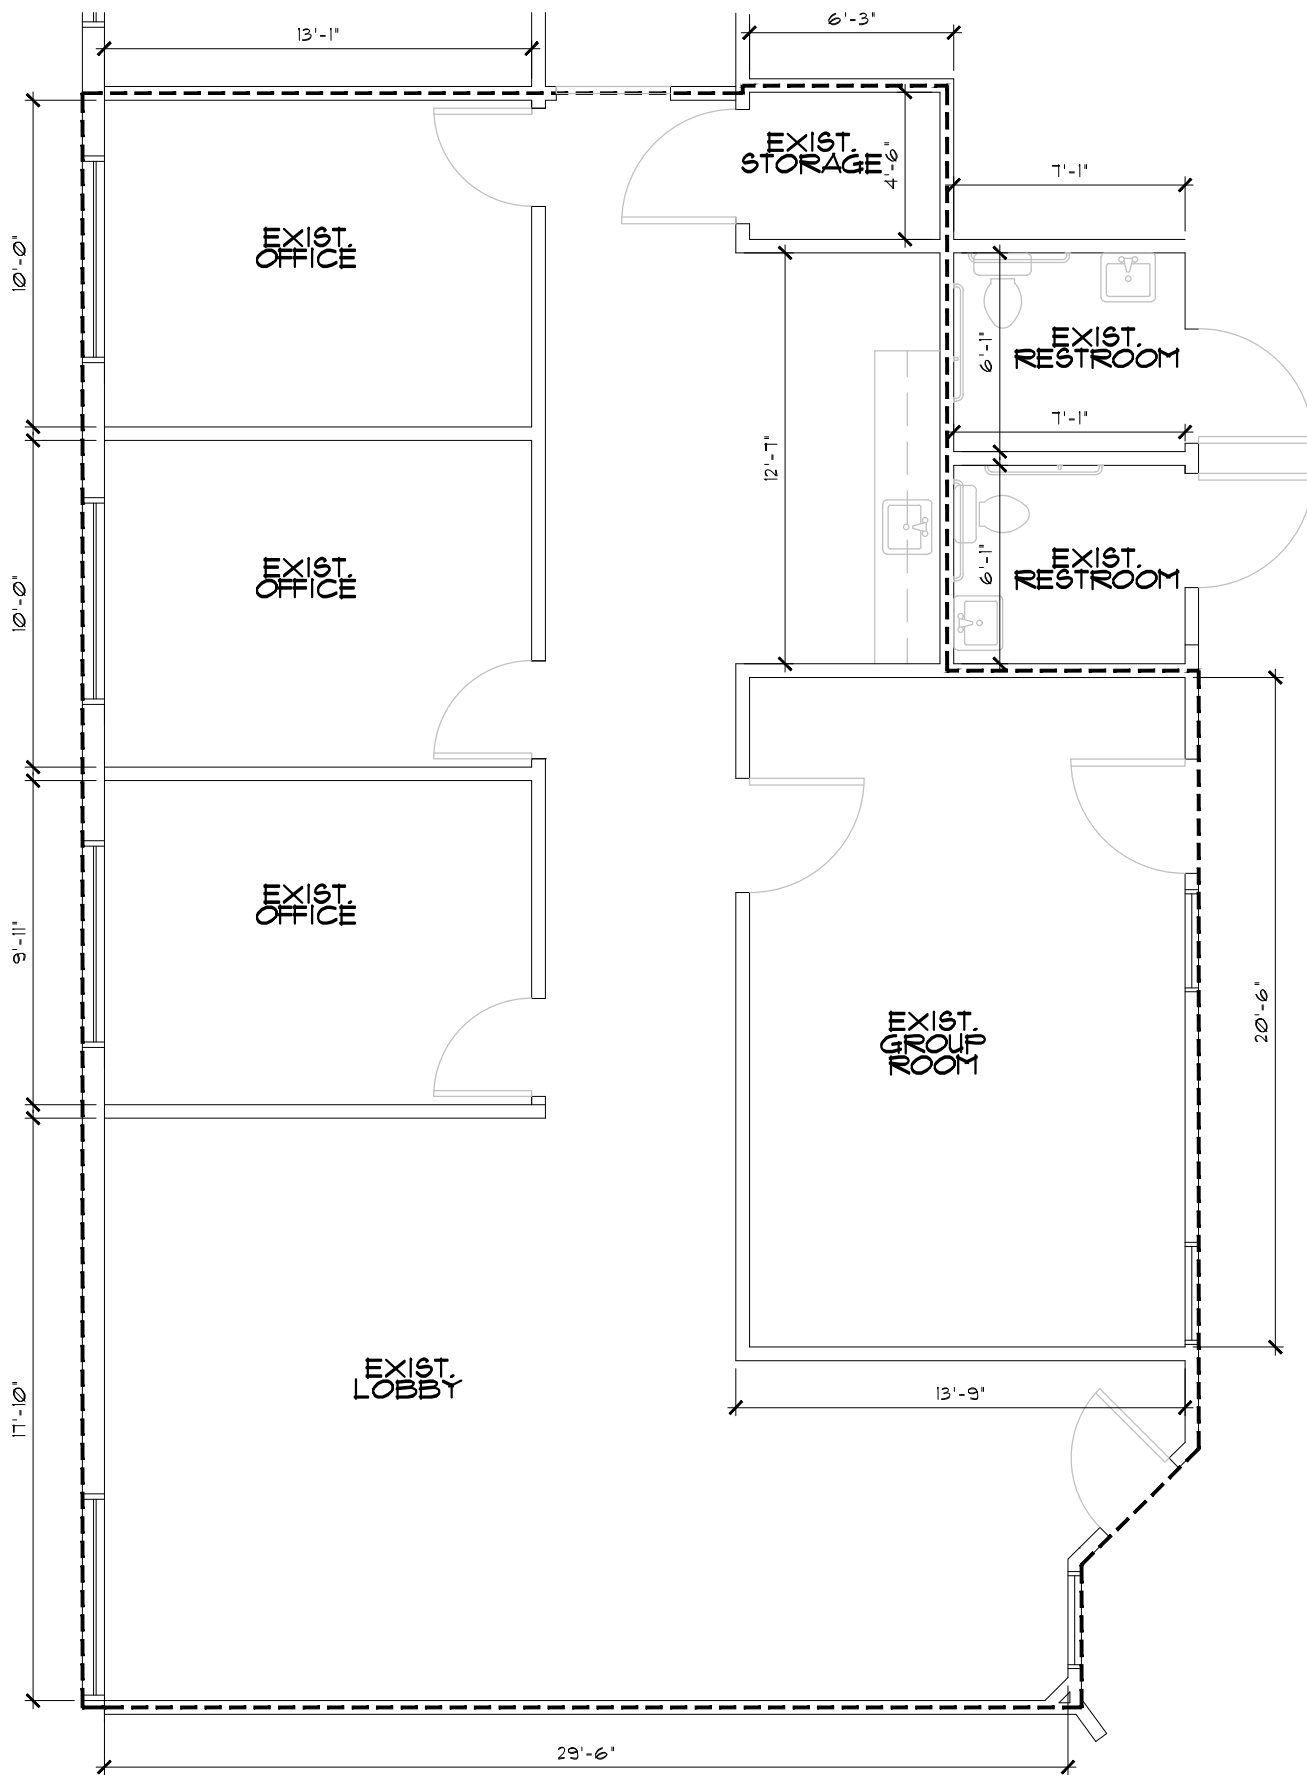 13'-1"
6'-3"
EXIST.
STORAGE
4'-6"
7'-1"
EXIST.
OFFICE
10'-0"
EXIST.
RESTROOM
6'-1"
7'-1"
12'-7"
EXIST.
RESTROOM
6'-1"
EXIST.
OFFICE
10'-0"
EXIST.
OFFICE
9'-11"
EXIST.
GROUP
ROOM
20'-6"
EXIST.
LOBBY
13'-9"
17'-10"
29'-6"